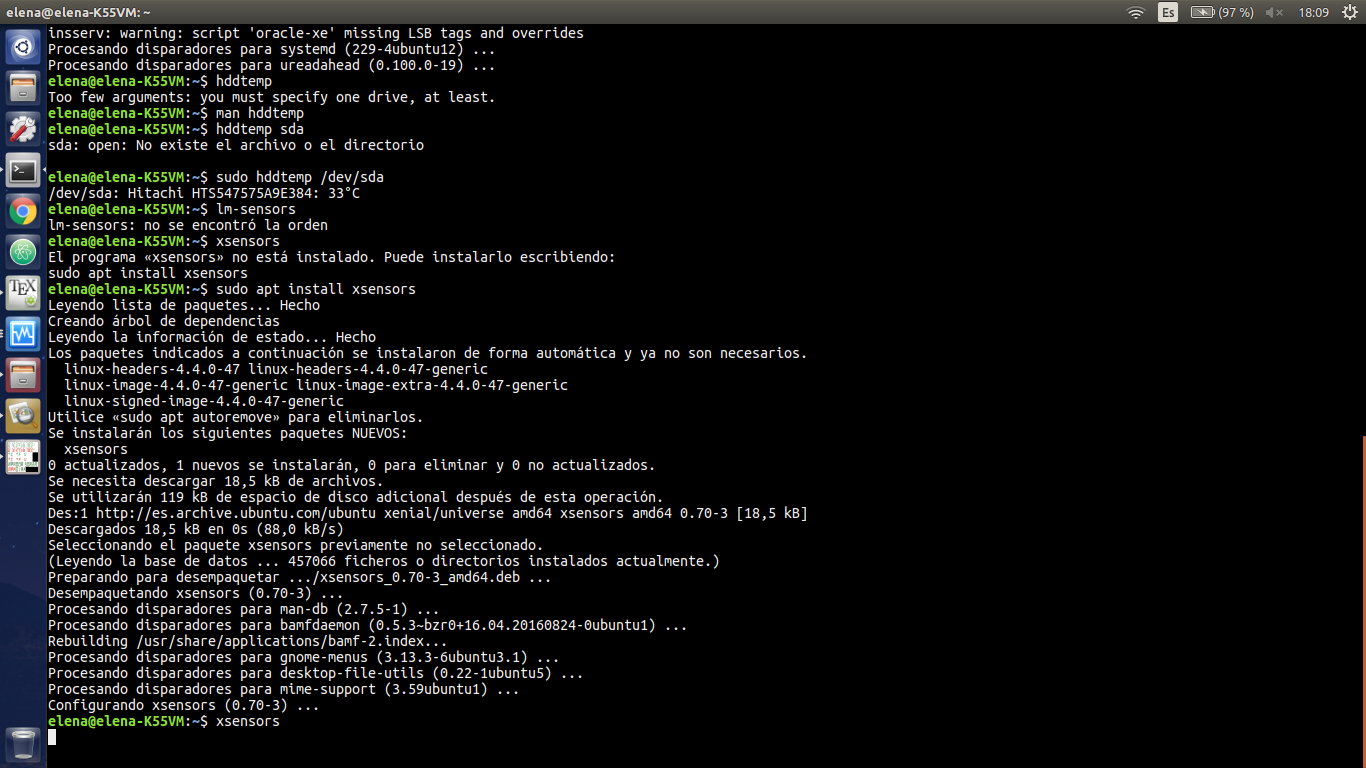 elena@elena-K55VM: ~
Es
(97 %)
18:09
insserv: warning: script 'oracle-xe' missing LSB tags and overrides
Procesando disparadores para systemd (229-4ubuntu12) ...
Procesando disparadores para ureadahead (0.100.0-19) ...
elena@elena-K55VM:~$ hddtemp
Too few arguments: you must specify one drive, at least.
elena@elena-K55VM:~$ man hddtemp
elena@elena-K55VM:~$ hddtemp sda
sda: open: No existe el archivo o el directorio
elena@elena-K55VM:~$ sudo hddtemp /dev/sda
/dev/sda: Hitachi HTS547575A9E384: 33°C
elena@elena-K55VM:~$ lm-sensors
lm-sensors: no se encontró la orden
elena@elena-K55VM:~$ xsensors
El programa «xsensors» no está instalado. Puede instalarlo escribiendo:
sudo apt install xsensors
elena@elena-K55VM:~$ sudo apt install xsensors
Leyendo lista de paquetes... Hecho
Creando árbol de dependencias
Leyendo la información de estado... Hecho
Los paquetes indicados a continuación se instalaron de forma automática y ya no son necesarios.
linux-headers-4.4.0-47 linux-headers-4.4.0-47-generic
linux-image-4.4.0-47-generic linux-image-extra-4.4.0-47-generic
linux-signed-image-4.4.0-47-generic
Utilice «sudo apt autoremove» para eliminarlos.
Se instalarán los siguientes paquetes NUEVOS:
xsensors
0 actualizados, 1 nuevos se instalarán, 0 para eliminar y 0 no actualizados.
Se necesita descargar 18,5 kB de archivos.
Se utilizarán 119 kB de espacio de disco adicional después de esta operación.
Des:1 http://es.archive.ubuntu.com/ubuntu xenial/universe amd64 xsensors amd64 0.70-3 [18,5 kB]
Descargados 18,5 kB en 0s (88,0 kB/s)
Seleccionando el paquete xsensors previamente no seleccionado.
(Leyendo la base de datos ... 457066 ficheros o directorios instalados actualmente.)
Preparando para desempaquetar .../xsensors_0.70-3_amd64.deb ...
Desempaquetando xsensors (0.70-3) ...
Procesando disparadores para man-db (2.7.5-1) ...
Procesando disparadores para bamfdaemon (0.5.3~bzr0+16.04.20160824-0ubuntu1) ...
Rebuilding /usr/share/applications/bamf-2.index...
Procesando disparadores para gnome-menus (3.13.3-6ubuntu3.1) ...
Procesando disparadores para desktop-file-utils (0.22-1ubuntu5) ...
Procesando disparadores para mime-support (3.59ubuntu1) ...
Configurando xsensors (0.70-3) ...
elena@elena-K55VM:~$ xsensors
TEX